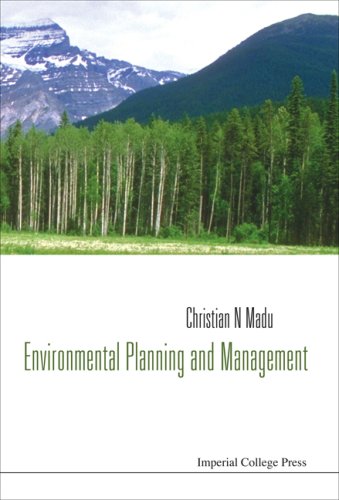 Christian N Madu
Environmental Planning and Management
Imperial College Press